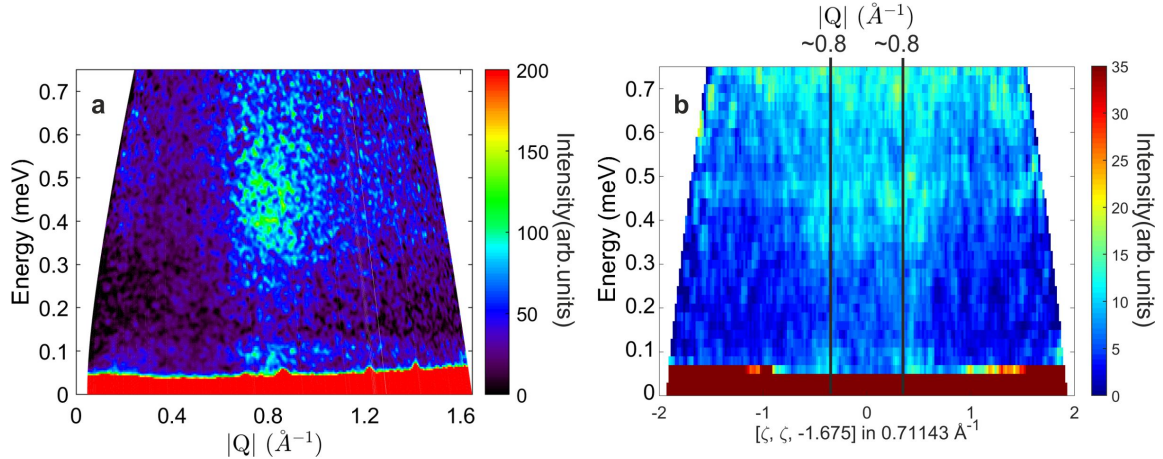 a
Energy (meV)
0.7
0.6
0.5
0.4
0.3
0.2
0.1
0
0 0.4 0.8 1.2 1.6
|Q| (Å⁻¹)
200
150
100
50
0
Intensity(arb.units)
|Q| (Å⁻¹)
~0.8 ~0.8
b
Energy (meV)
0.7
0.6
0.5
0.4
0.3
0.2
0.1
0
-2 -1 0 1 2
[ζ, ζ, -1.675] in 0.71143 Å⁻¹
35
30
25
20
15
10
5
0
Intensity(arb.units)